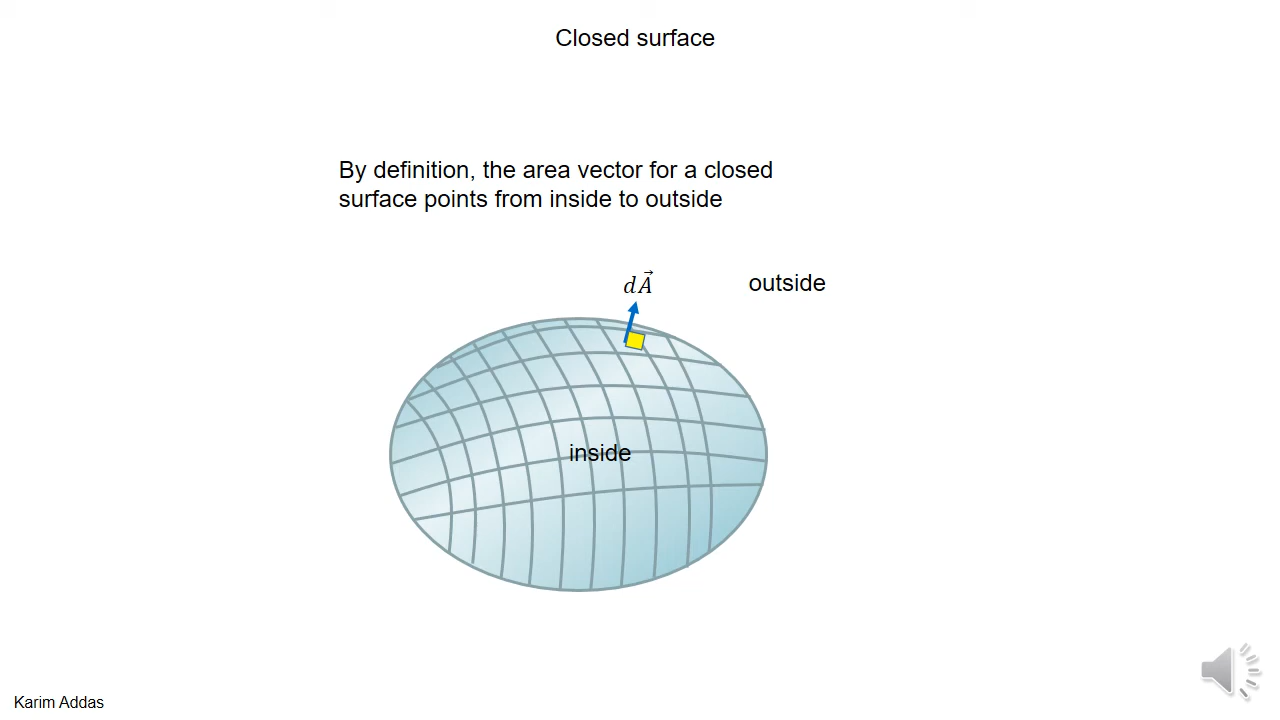 Closed surface
By definition, the area vector for a closed
surface points from inside to outside
d𝐴⃗
outside
inside
Karim Addas